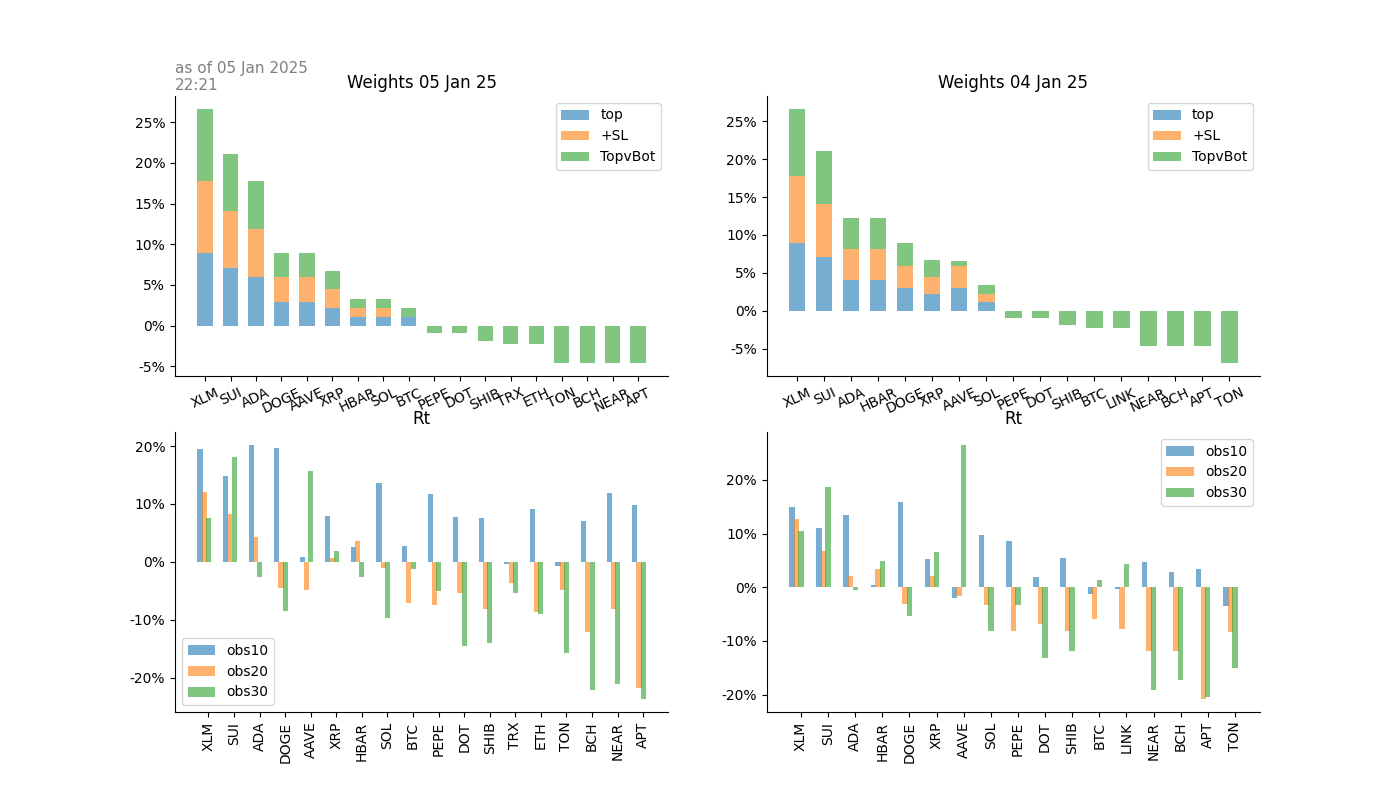 as of 05 Jan 2025
22:21
Weights 05 Jan 25
top
+SL
TopvBot
25%
20%
15%
10%
5%
0%
-5%
XLM SUI ADA DOGE AAVE XRP HBAR SOL BTC PEPE DOT SHIB TRX ETH TON BCH NEAR APT
Weights 04 Jan 25
top
+SL
TopvBot
25%
20%
15%
10%
5%
0%
-5%
XLM SUI ADA HBAR DOGE XRP AAVE SOL PEPE DOT SHIB BTC LINK NEAR BCH APT TON
Rt
20%
10%
0%
-10%
-20%
obs10
obs20
obs30
XLM SUI ADA DOGE AAVE XRP HBAR SOL BTC PEPE DOT SHIB TRX ETH TON BCH NEAR APT
Rt
obs10
obs20
obs30
20%
10%
0%
-10%
-20%
XLM SUI ADA HBAR DOGE XRP AAVE SOL PEPE DOT SHIB BTC LINK NEAR BCH APT TON